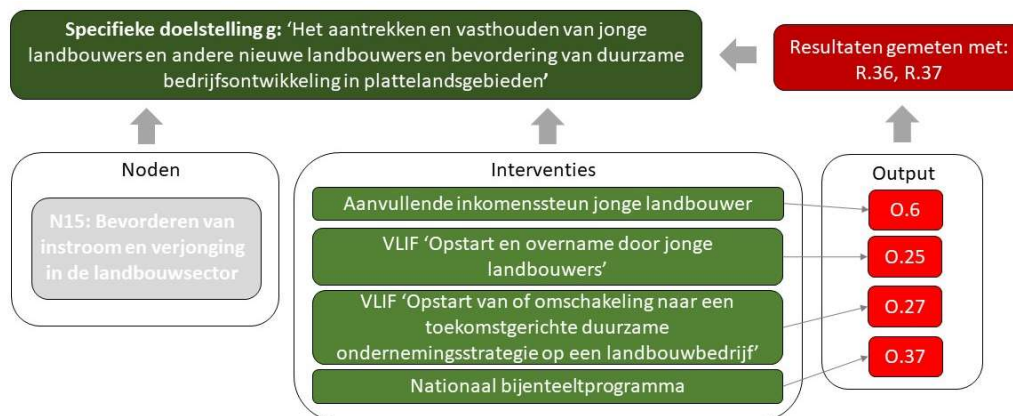 Specifieke doelstelling g: ‘Het aantrekken en vasthouden van jonge
landbouwers en andere nieuwe landbouwers en bevordering van duurzame
bedrijfsontwikkeling in plattelandsgebieden’
Resultaten gemeten met:
R.36, R.37
Noden
N15: Bevorderen van
instroom en verjonging
in de landbouwsector
Interventies
Aanvullende inkomenssteun jonge landbouwer
VLIF ‘Opstart en overname door jonge
landbouwers’
VLIF ‘Opstart van of omschakeling naar een
toekomstgerichte duurzame
ondernemingsstrategie op een landbouwbedrijf’
Nationaal bijenteeltprogramma
Output
O.6
O.25
O.27
O.37